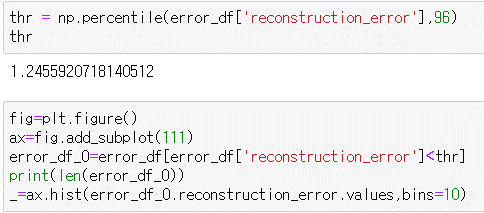 thr = np.percentile(error_df['reconstruction_error'],96)
thr
1.2455920718140512
fig=plt.figure()
ax=fig.add_subplot(111)
error_df_0=error_df[error_df['reconstruction_error']<thr]
print(len(error_df_0))
_=ax.hist(error_df_0.reconstruction_error.values,bins=10)